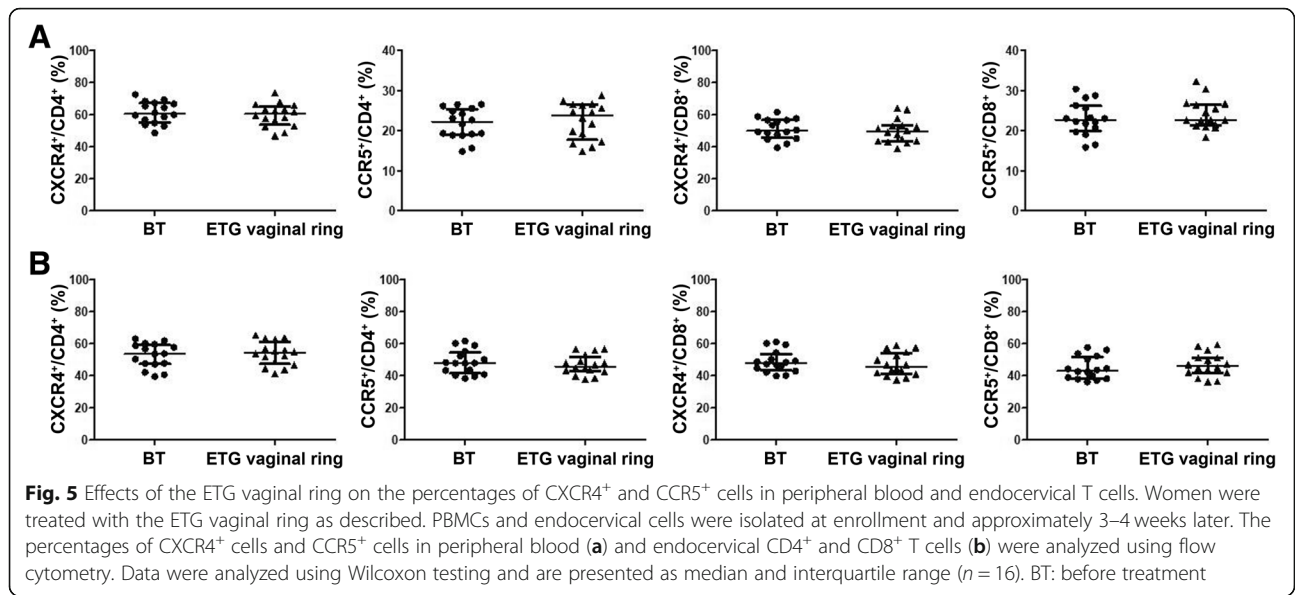 A
CXCR4⁺/CD4⁺ (%)
100
80
60
40
20
0
BT ETG vaginal ring
CCR5⁺/CD4⁺ (%)
40
30
20
10
0
BT ETG vaginal ring
CXCR4⁺/CD8⁺ (%)
100
80
60
40
20
0
BT ETG vaginal ring
CCR5⁺/CD8⁺ (%)
40
30
20
10
0
BT ETG vaginal ring
B
CXCR4⁺/CD4⁺ (%)
100
80
60
40
20
0
BT ETG vaginal ring
CCR5⁺/CD4⁺ (%)
100
80
60
40
20
0
BT ETG vaginal ring
CXCR4⁺/CD8⁺ (%)
100
80
60
40
20
0
BT ETG vaginal ring
CCR5⁺/CD8⁺ (%)
100
80
60
40
20
0
BT ETG vaginal ring
Fig. 5 Effects of the ETG vaginal ring on the percentages of CXCR4⁺ and CCR5⁺ cells in peripheral blood and endocervical T cells. Women were
treated with the ETG vaginal ring as described. PBMCs and endocervical cells were isolated at enrollment and approximately 3–4 weeks later. The
percentages of CXCR4⁺ cells and CCR5⁺ cells in peripheral blood (a) and endocervical CD4⁺ and CD8⁺ T cells (b) were analyzed using flow
cytometry. Data were analyzed using Wilcoxon testing and are presented as median and interquartile range (n = 16). BT: before treatment